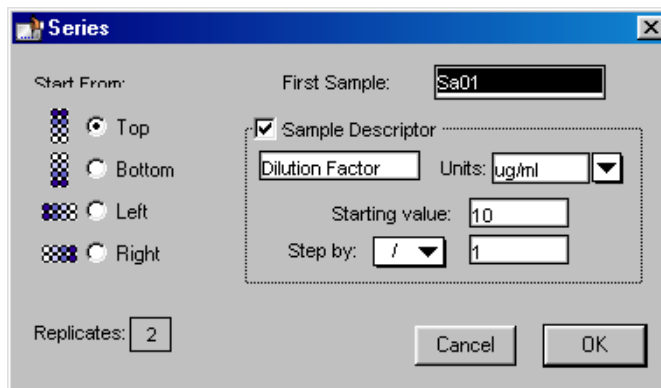 Series
Start From:
First Sample: Sa01
Top
Sample Descriptor
Bottom
Dilution Factor Units: ug/ml
Left
Starting value: 10
Right
Step by: / 1
Replicates: 2
Cancel OK